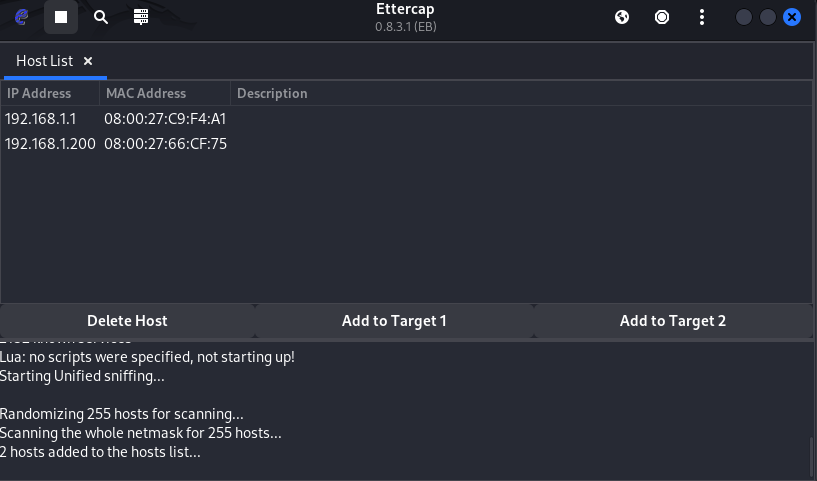 Ettercap
0.8.3.1 (EB)
Host List ×
IP Address MAC Address Description
192.168.1.1 08:00:27:C9:F4:A1
192.168.1.200 08:00:27:66:CF:75
Delete Host Add to Target 1 Add to Target 2
Lua: no scripts were specified, not starting up!
Starting Unified sniffing...
Randomizing 255 hosts for scanning...
Scanning the whole netmask for 255 hosts...
2 hosts added to the hosts list...